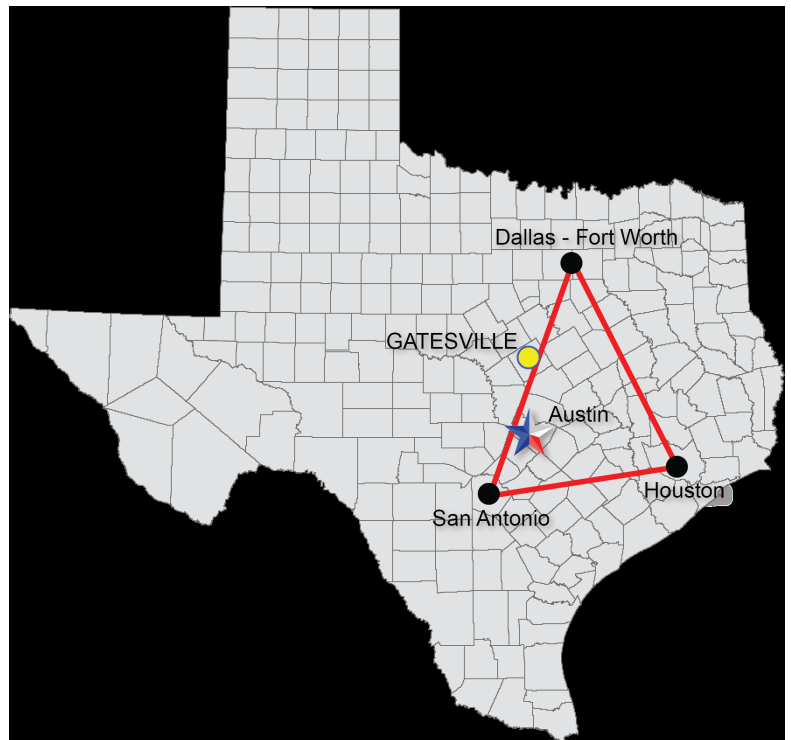 Dallas - Fort Worth
GATESVILLE
Austin
Houston
San Antonio